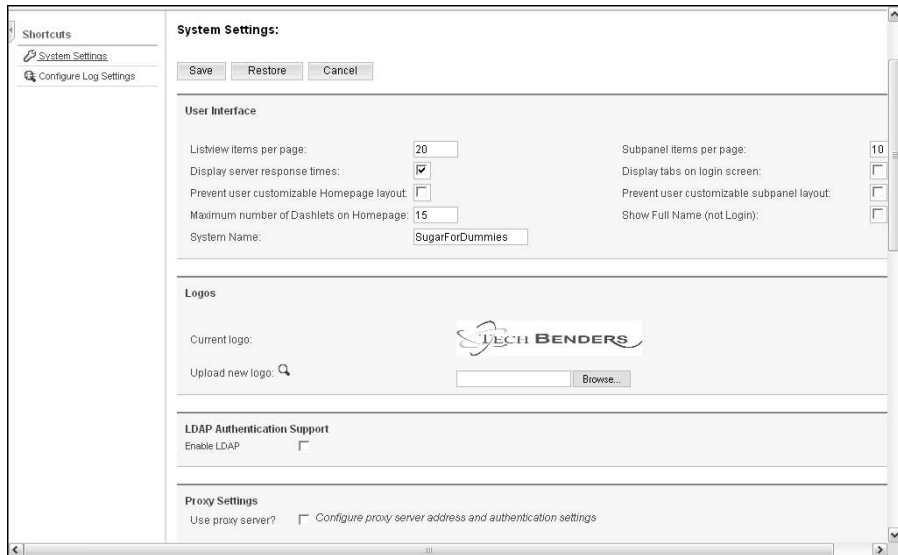 Shortcuts
System Settings
Configure Log Settings
System Settings:
Save Restore Cancel
User Interface
Listview items per page: 20 Subpanel items per page: 10
Display server response times: Display tabs on login screen:
Prevent user customizable Homepage layout: Prevent user customizable subpanel layout:
Maximum number of Dashlets on Homepage: 15 Show Full Name (not Login):
System Name: SugarForDummies
Logos
Current logo: TECH BENDERS
Upload new logo: Browse...
LDAP Authentication Support
Enable LDAP
Proxy Settings
Use proxy server? Configure proxy server address and authentication settings